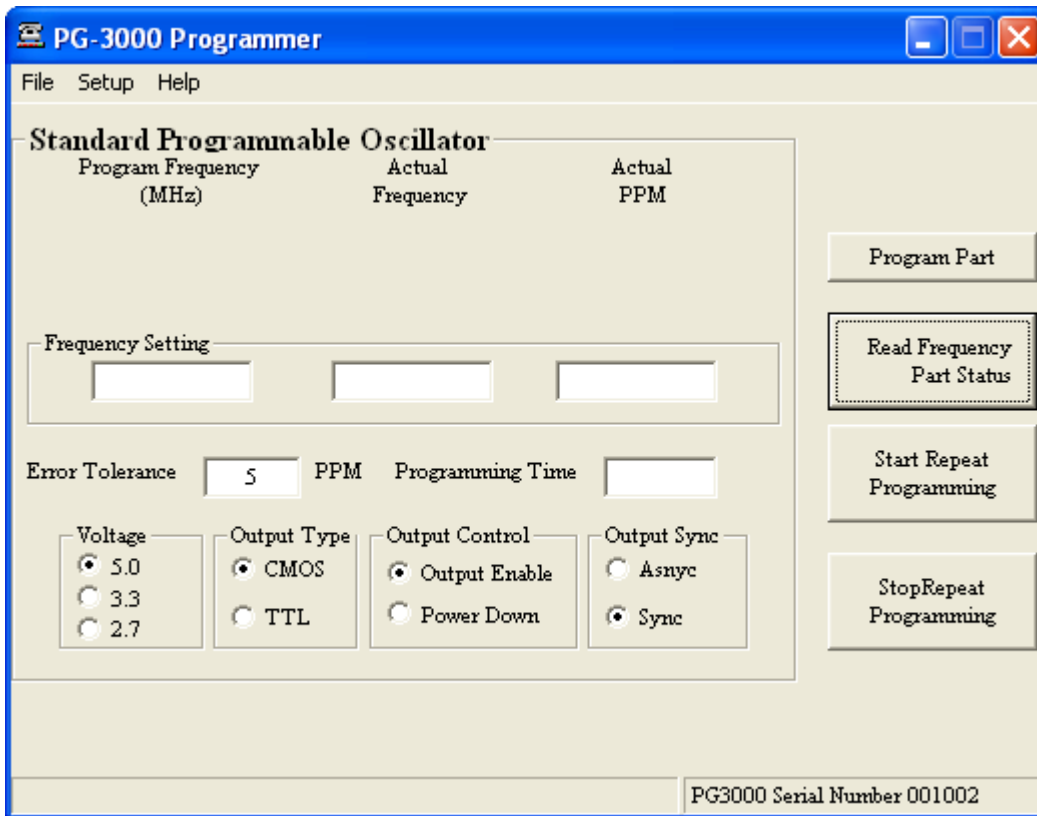 PG-3000 Programmer
File Setup Help
Standard Programmable Oscillator
Program Frequency
(MHz)
Actual
Frequency
Actual
PPM
Program Part
Frequency Setting
Read Frequency
Part Status
Error Tolerance 5 PPM Programming Time
Start Repeat
Programming
Voltage
5.0
3.3
2.7
Output Type
CMOS
TTL
Output Control
Output Enable
Power Down
Output Sync
Asnyc
Sync
StopRepeat
Programming
PG3000 Serial Number 001002